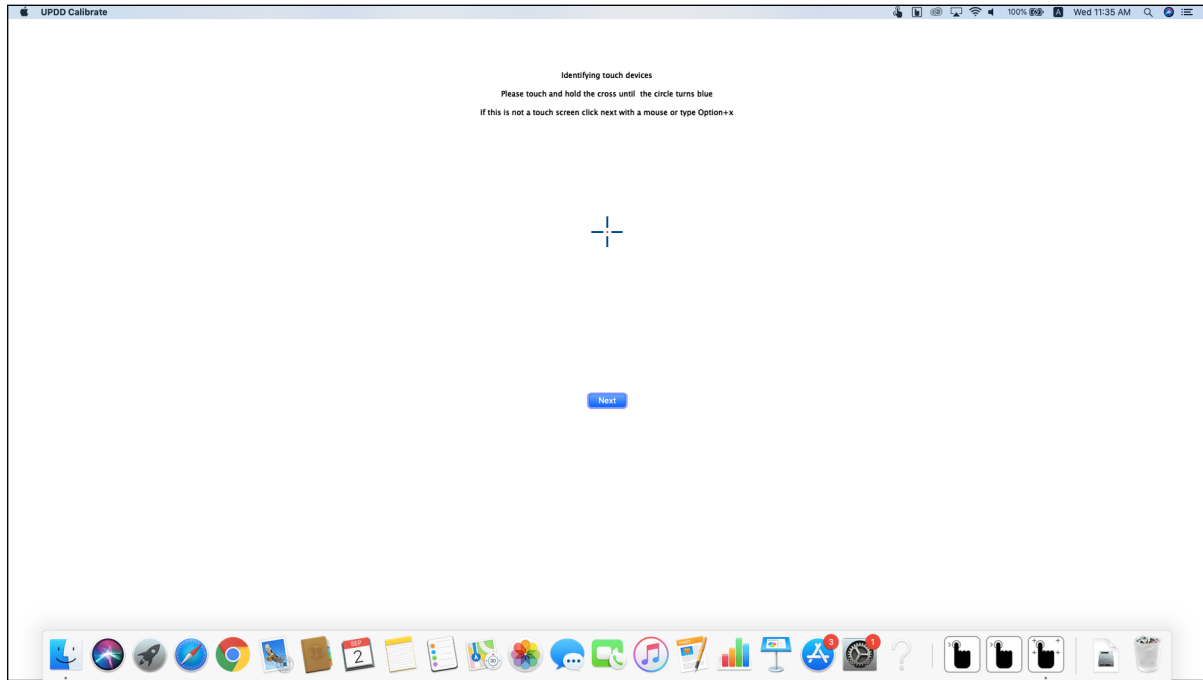 UPDD Calibrate
100%
A
Wed 11:35 AM
Identifying touch devices
Please touch and hold the cross until the circle turns blue
If this is not a touch screen click next with a mouse or type Option+x
Next
SEP
2
3
1
?